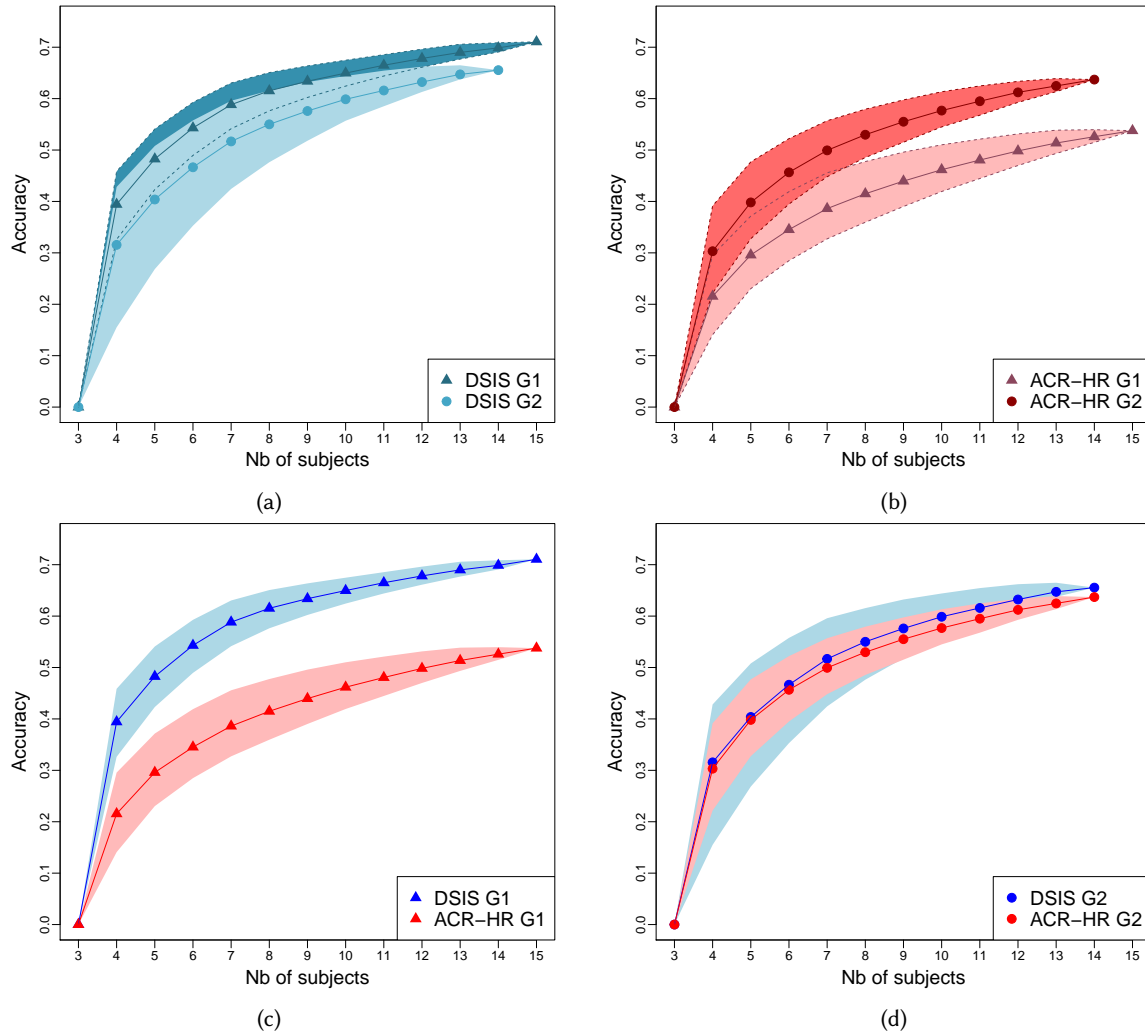 0.0 0.1 0.2 0.3 0.4 0.5 0.6 0.7
Accuracy
DSIS G1
DSIS G2
3 4 5 6 7 8 9 10 11 12 13 14 15
Nb of subjects
(a)
0.0 0.1 0.2 0.3 0.4 0.5 0.6 0.7
Accuracy
ACR−HR G1
ACR−HR G2
3 4 5 6 7 8 9 10 11 12 13 14 15
Nb of subjects
(b)
0.0 0.1 0.2 0.3 0.4 0.5 0.6 0.7
Accuracy
DSIS G1
ACR−HR G1
3 4 5 6 7 8 9 10 11 12 13 14 15
Nb of subjects
(c)
0.0 0.1 0.2 0.3 0.4 0.5 0.6 0.7
Accuracy
DSIS G2
ACR−HR G2
3 4 5 6 7 8 9 10 11 12 13 14 15
Nb of subjects
(d)